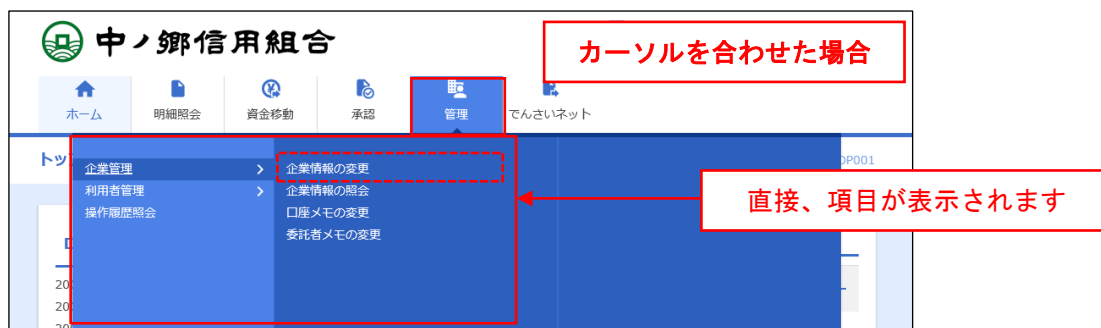 中ノ郷信用組合
カーソルを合わせた場合
ホーム 明細照会 資金移動 承認 管理 でんさいネット
トッ
企業管理 企業情報の変更
利用者管理 企業情報の照会
操作履歴照会 口座メモの変更
委託者メモの変更
直接、項目が表示されます
20
20